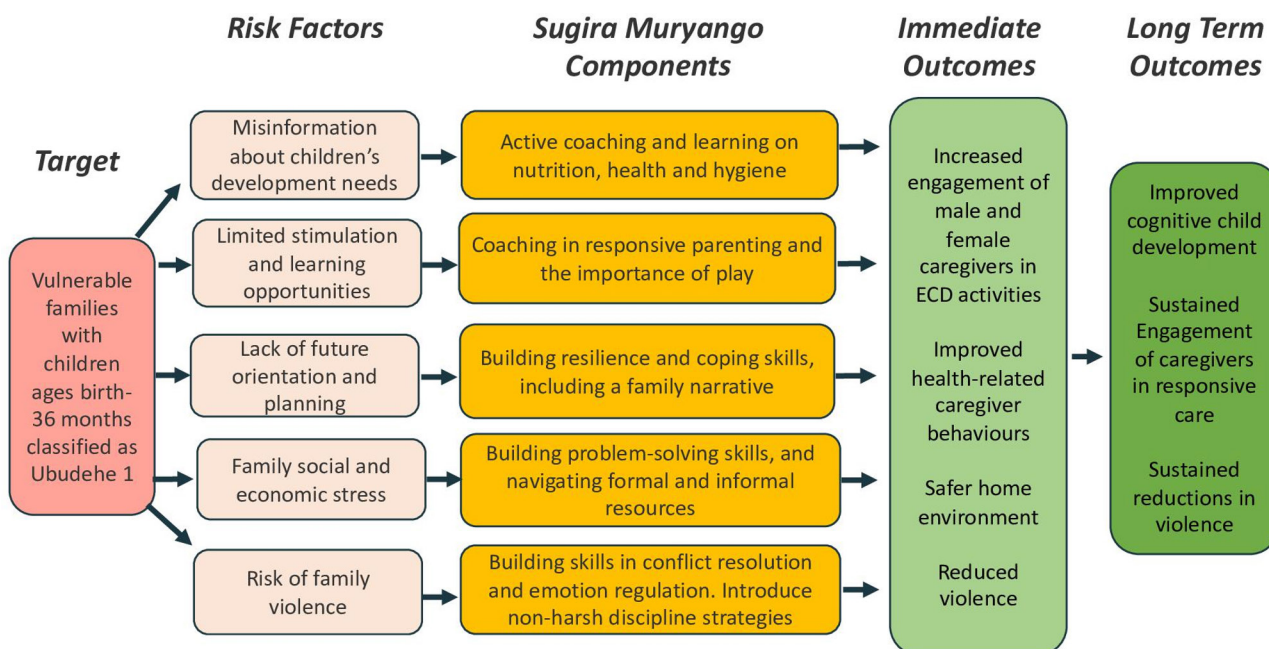 Risk Factors
Sugira Muryango
Components
Immediate
Outcomes
Long Term
Outcomes
Target
Vulnerable
families
with
children
ages birth-
36 months
classified as
Ubudehe 1
Misinformation
about children’s
development needs
Active coaching and learning on
nutrition, health and hygiene
Limited stimulation
and learning
opportunities
Coaching in responsive parenting and
the importance of play
Lack of future
orientation and
planning
Building resilience and coping skills,
including a family narrative
Family social and
economic stress
Building problem-solving skills, and
navigating formal and informal
resources
Risk of family
violence
Building skills in conflict resolution
and emotion regulation. Introduce
non-harsh discipline strategies
Increased
engagement of
male and
female
caregivers in
ECD activities
Improved
health-related
caregiver
behaviours
Safer home
environment
Reduced
violence
Improved
cognitive child
development
Sustained
Engagement
of caregivers
in responsive
care
Sustained
reductions in
violence